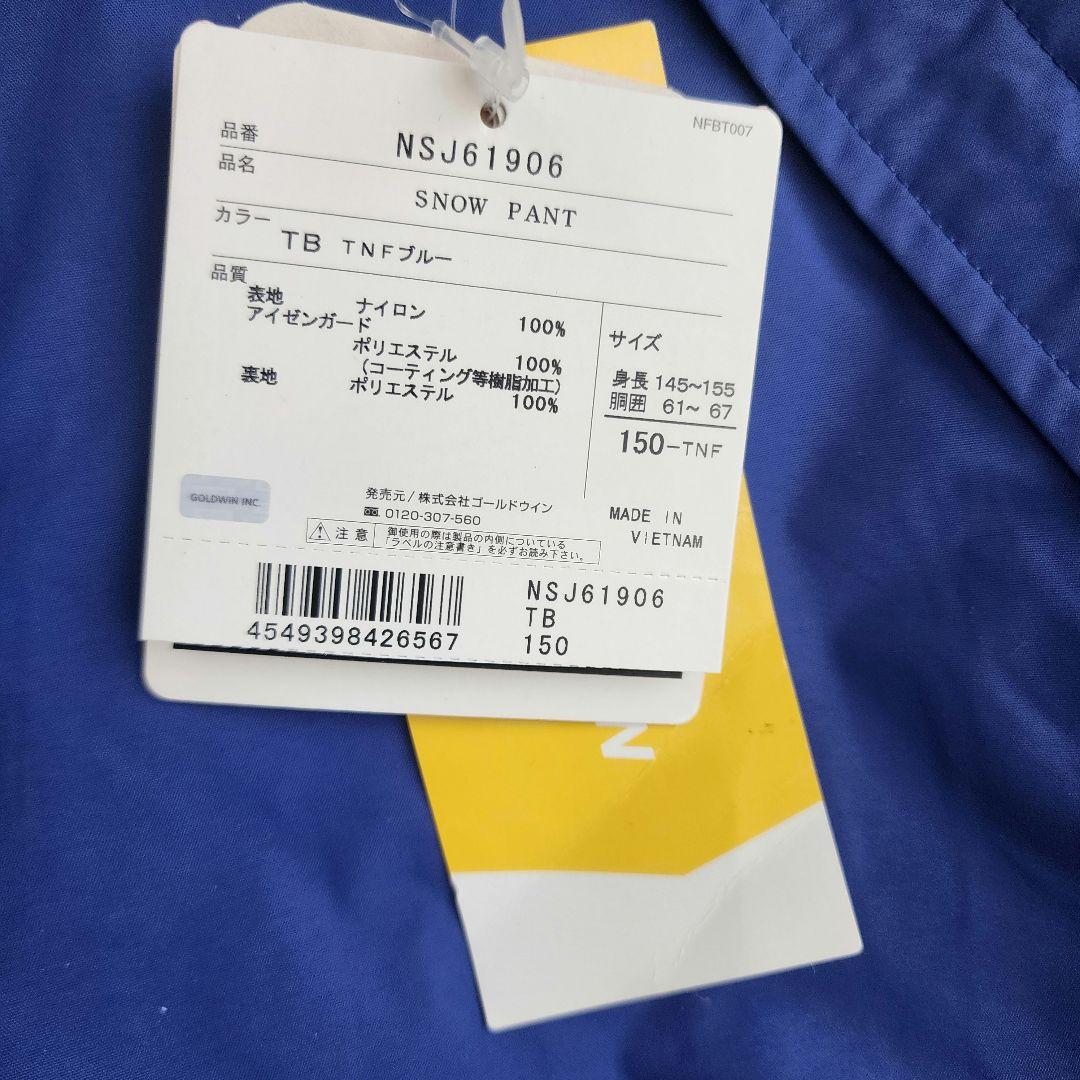 NFBT007
品番 NSJ61906
品名
SNOW PANT
カラー
TB TNFブルー
品質
表地 ナイロン 100%
アイゼンガード
ポリエステル 100%
(コーティング等樹脂加工)
裏地 ポリエステル 100%
サイズ
身長 145~155
胴囲 61~ 67
150-TNF
GOLDWIN INC.
発売元/株式会社ゴールドウイン
0120-307-560
注意
御使用の際は製品の内側についている
「ラベルの注意書き」を必ずお読み下さい。
MADE IN
VIETNAM
4549398426567
NSJ61906
TB
150
N